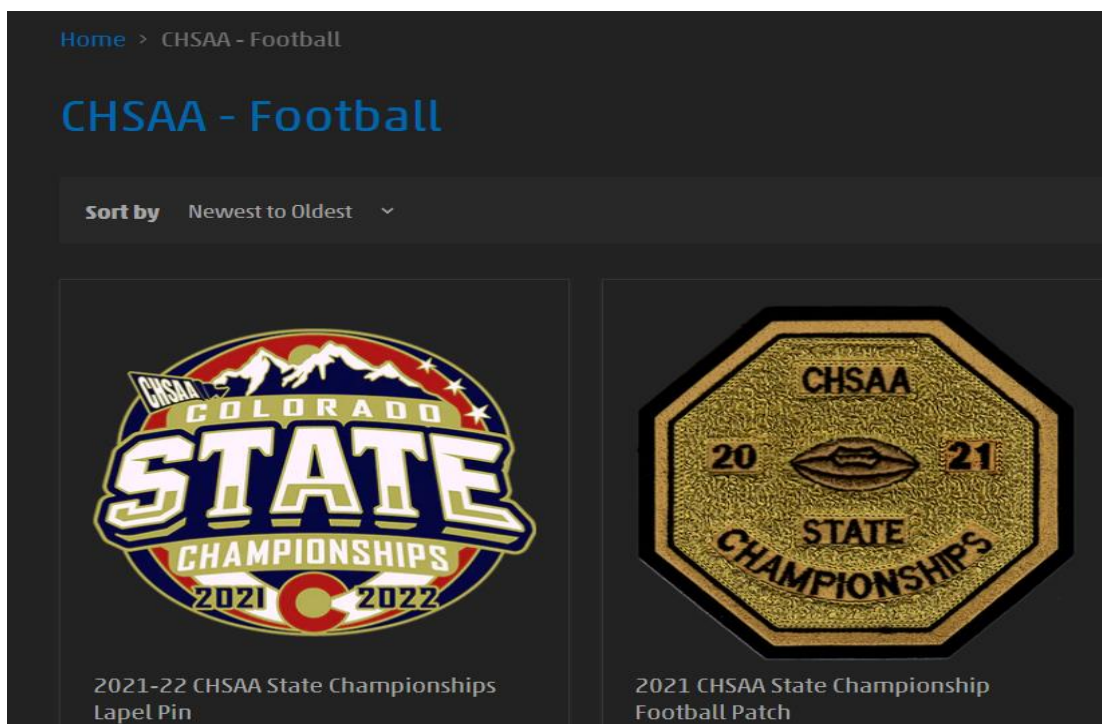 Home > CHSAA - Football
CHSAA - Football
Sort by Newest to Oldest
CHSAA
COLORADO
STATE
CHAMPIONSHIPS
2021 2022
2021-22 CHSAA State Championships
Lapel Pin
CHSAA
20 21
STATE
CHAMPIONSHIPS
2021 CHSAA State Championship
Football Patch